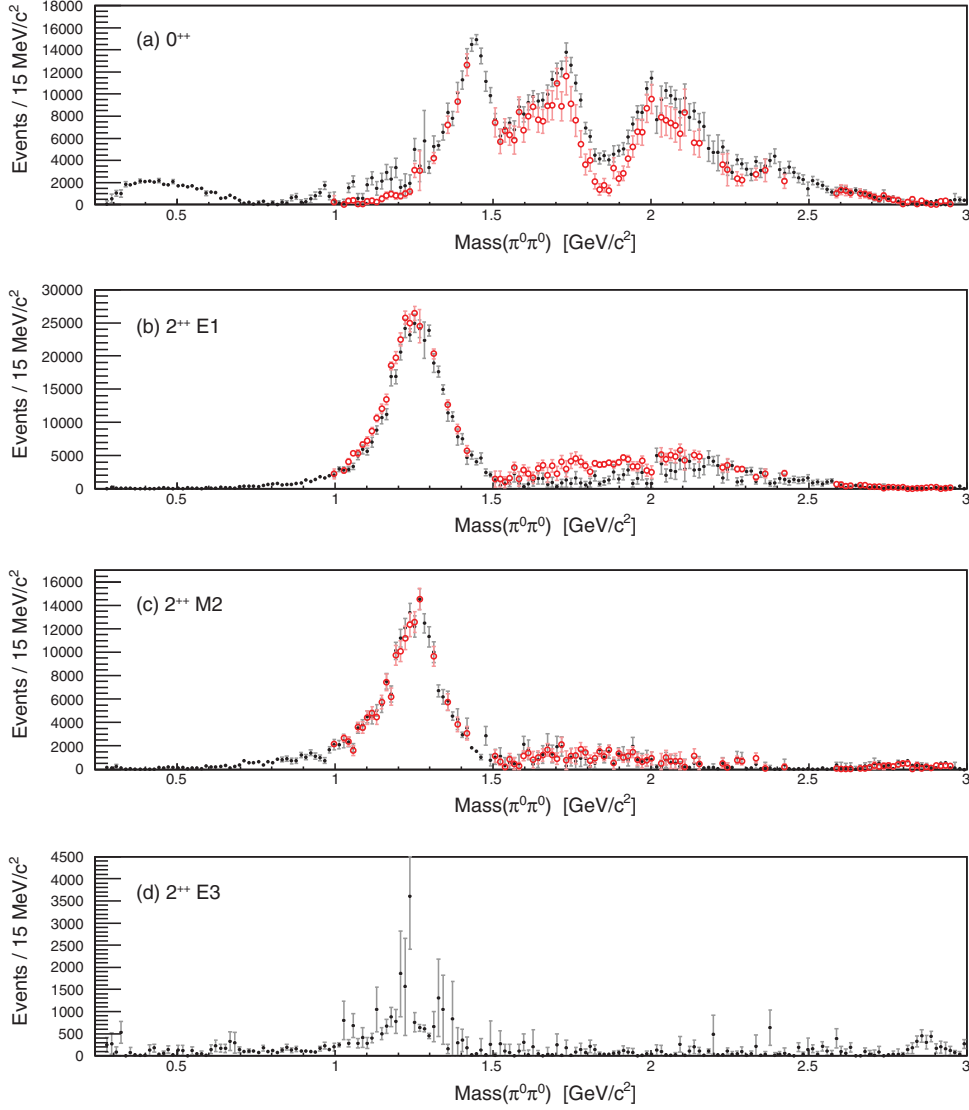 18000
16000
14000
12000
10000
8000
6000
4000
2000
0
Events / 15 MeV/c²
(a) 0⁺⁺
0.5 1 1.5 2 2.5 3
Mass(π⁰π⁰) [GeV/c²]
30000
25000
20000
15000
10000
5000
0
Events / 15 MeV/c²
(b) 2⁺⁺ E1
0.5 1 1.5 2 2.5 3
Mass(π⁰π⁰) [GeV/c²]
16000
14000
12000
10000
8000
6000
4000
2000
0
Events / 15 MeV/c²
(c) 2⁺⁺ M2
0.5 1 1.5 2 2.5 3
Mass(π⁰π⁰) [GeV/c²]
4500
4000
3500
3000
2500
2000
1500
1000
500
0
Events / 15 MeV/c²
(d) 2⁺⁺ E3
0.5 1 1.5 2 2.5 3
Mass(π⁰π⁰) [GeV/c²]